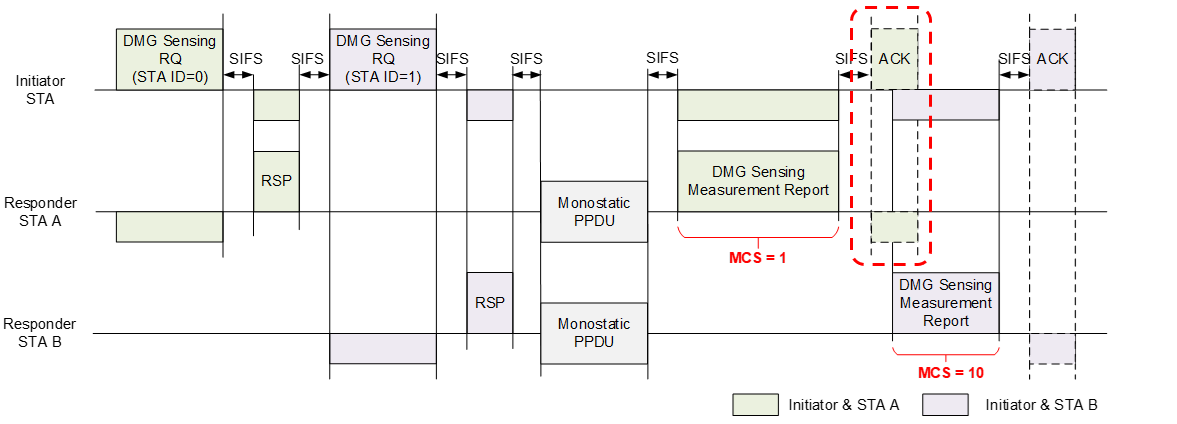 DMG Sensing
RQ
(STA ID=0)
SIFS
SIFS
DMG Sensing
RQ
(STA ID=1)
SIFS
SIFS
SIFS
SIFS
ACK
SIFS
ACK
Initiator
STA
RSP
DMG Sensing
Measurement Report
Responder
STA A
Monostatic
PPDU
MCS = 1
RSP
DMG Sensing
Measurement
Report
Responder
STA B
Monostatic
PPDU
MCS = 10
Initiator & STA A
Initiator & STA B